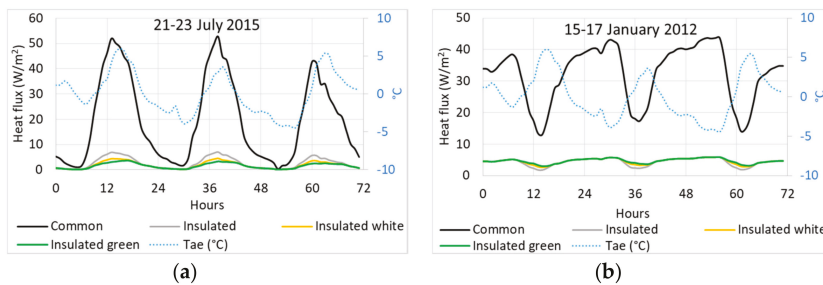 21-23 July 2015
Heat flux (W/m²)
60
50
40
30
20
10
0
10
5
0
-5
-10
°C
0 12 24 36 48 60 72
Hours
Common Insulated Insulated white
Insulated green Tae (°C)
(a)
15-17 January 2012
Heat flux (W/m²)
50
40
30
20
10
0
10
5
0
-5
-10
°C
0 12 24 36 48 60 72
Hours
Common Insulated Insulated white
Insulated green Tae (°C)
(b)